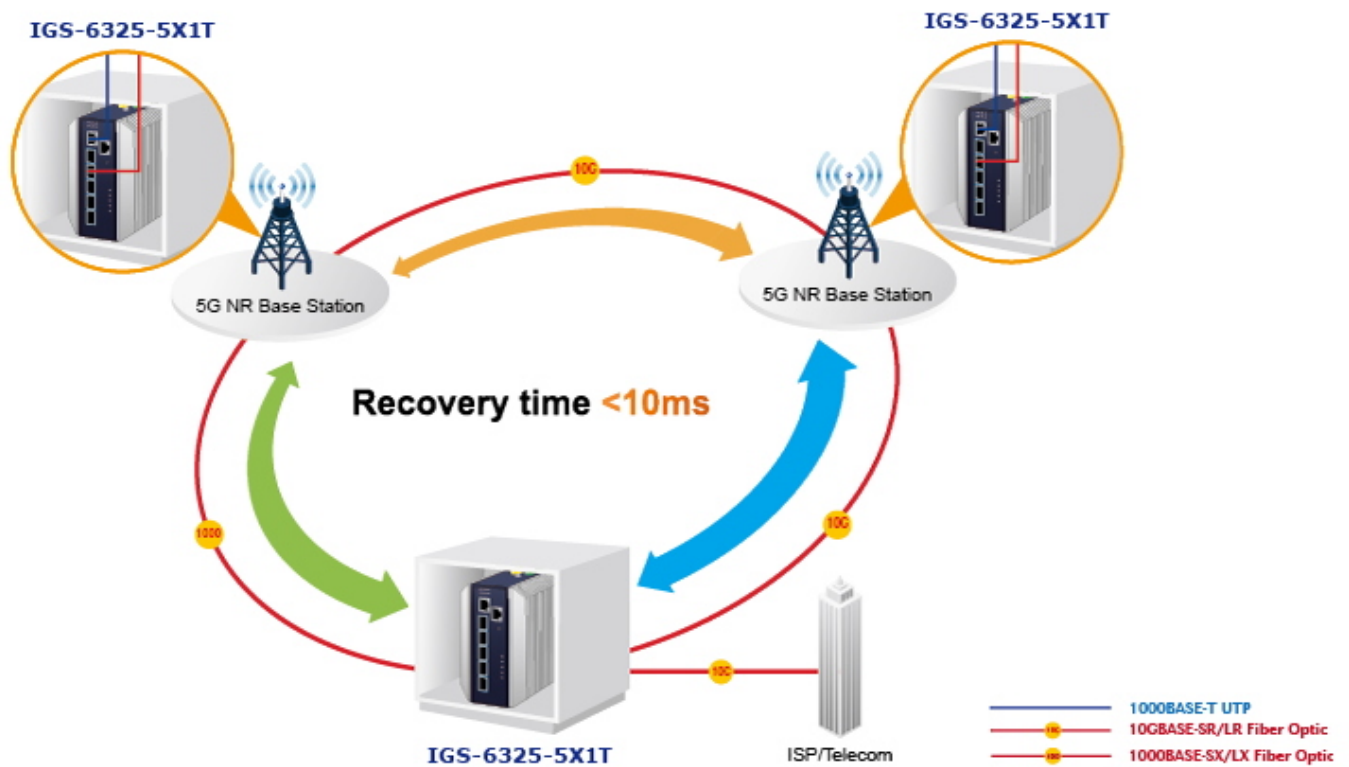 IGS-6325-5X1T
IGS-6325-5X1T
10G
5G NR Base Station
5G NR Base Station
Recovery time <10ms
1000
10G
10G
IGS-6325-5X1T
ISP/Telecom
1000BASE-T UTP
10GBASE-SR/LR Fiber Optic
1000BASE-SX/LX Fiber Optic